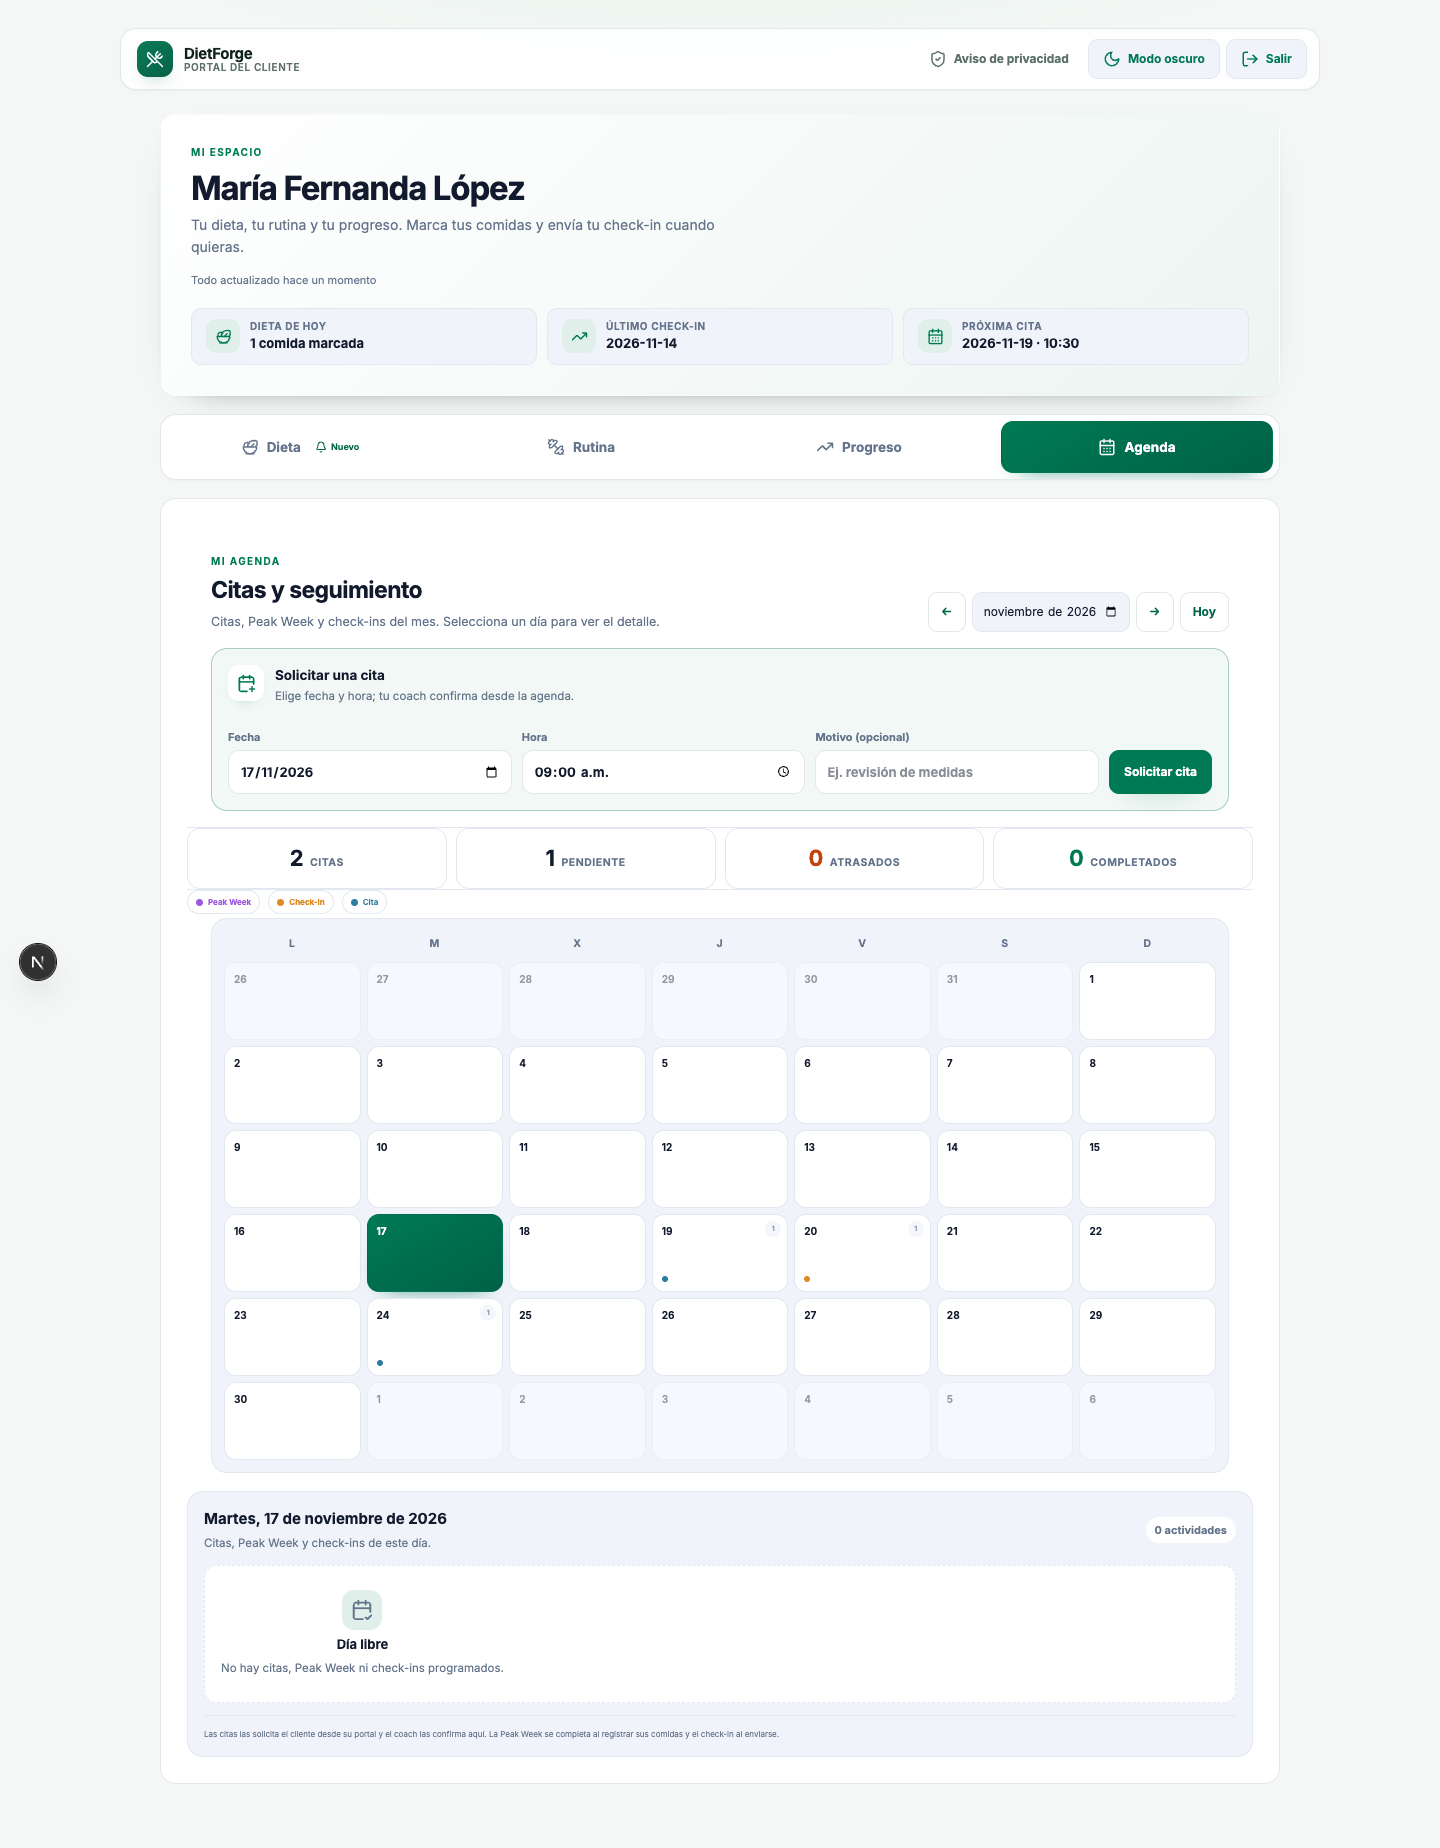 DietForge
PORTAL DEL CLIENTE
Aviso de privacidad
Modo oscuro
Salir
MI ESPACIO
María Fernanda López
Tu dieta, tu rutina y tu progreso. Marca tus comidas y envía tu check-in cuando
quieras.
Todo actualizado hace un momento
DIETA DE HOY
1 comida marcada
ÚLTIMO CHECK-IN
2026-11-14
PRÓXIMA CITA
2026-11-19 · 10:30
Dieta
Nuevo
Rutina
Progreso
Agenda
MI AGENDA
Citas y seguimiento
Citas, Peak Week y check-ins del mes. Selecciona un día para ver el detalle.
noviembre de 2026
Hoy
Solicitar una cita
Elige fecha y hora; tu coach confirma desde la agenda.
Fecha
Hora
Motivo (opcional)
17/11/2026
09:00 a.m.
Ej. revisión de medidas
Solicitar cita
2 CITAS
1 PENDIENTE
0 ATRASADOS
0 COMPLETADOS
Peak Week
Check-in
Cita
L M X J V S D
26 27 28 29 30 31 1
2 3 4 5 6 7 8
9 10 11 12 13 14 15
16 17 18 19 1 20 1 21 22
23 24 1 25 26 27 28 29
30 1 2 3 4 5 6
N
Martes, 17 de noviembre de 2026
Citas, Peak Week y check-ins de este día.
0 actividades
Día libre
No hay citas, Peak Week ni check-ins programados.
Las citas las solicita el cliente desde su portal y el coach las confirma aquí. La Peak Week se completa al registrar sus comidas y el check-in al enviarse.